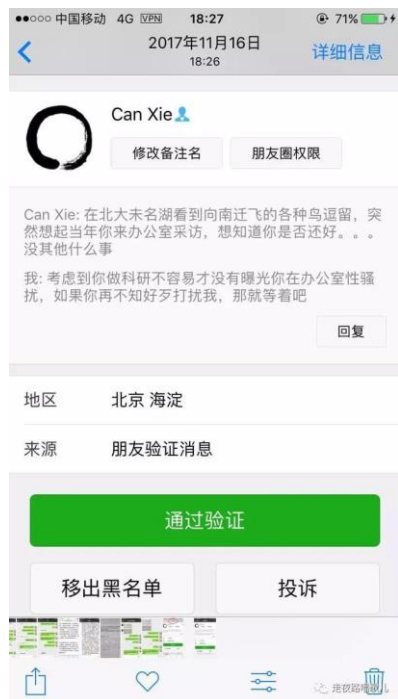 中国移动 4G VPN 18:27 71%
2017年11月16日
18:26
详细信息
Can Xie
修改备注名 朋友圈权限
Can Xie: 在北大未名湖看到向南迁飞的各种鸟逗留，突
然想起当年你来办公室采访，想知道你是否还好。。。
没其他什么事
我: 考虑到你做科研不容易才没有曝光你在办公室性骚
扰，如果你再不知好歹打扰我，那就等着吧
回复
地区 北京 海淀
来源 朋友验证消息
通过验证
移出黑名单 投诉